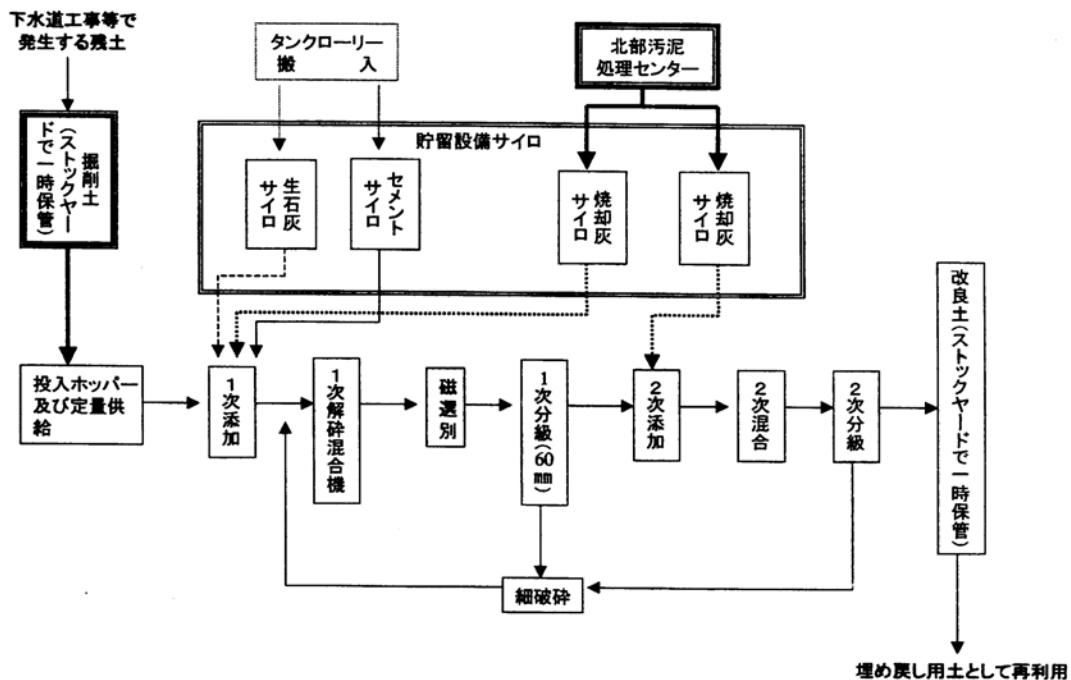 下水道工事等で
発生する残土
タンクローリー
搬 入
北部汚泥
処理センター
掘削土
(ストックヤー
ドで一時保管)
貯留設備サイロ
生石灰
サイロ
セメント
サイロ
焼却灰
サイロ
焼却灰
サイロ
投入ホッパー
及び定量供
給
1次添加
1次解砕混合機
磁選別
1次分級(60㎜)
2次添加
2次混合
2次分級
改良土(ストックヤードで一時保管)
細破砕
埋め戻し用土として再利用